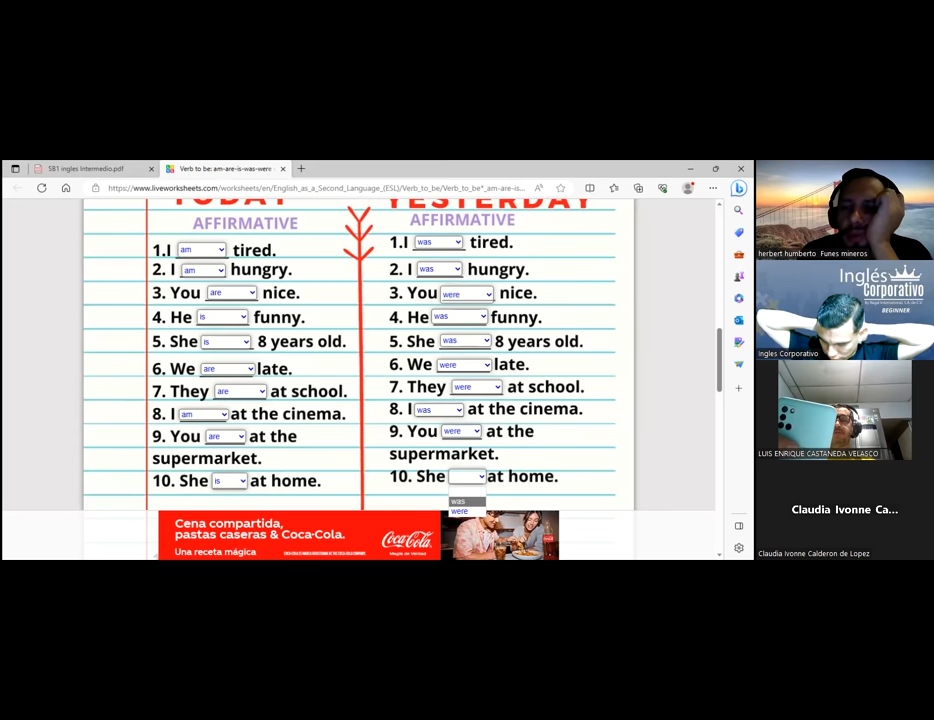 5B1 ingles Intermedio.pdf
Verb to be: am-are-is-was-were
https://www.liveworksheets.com/worksheets/en/English_as_a_Second_Language_(ESL)/Verb_to_be/Verb_to_be*_am-are-is...
TODAY
YESTERDAY
AFFIRMATIVE
AFFIRMATIVE
1.I am tired.
2. I am hungry.
3. You are nice.
4. He is funny.
5. She is 8 years old.
6. We are late.
7. They are at school.
8. I am at the cinema.
9. You are at the
supermarket.
10. She is at home.
1.I was tired.
2. I was hungry.
3. You were nice.
4. He was funny.
5. She was 8 years old.
6. We were late.
7. They were at school.
8. I was at the cinema.
9. You were at the
supermarket.
10. She at home.
was
were
Cena compartida,
pastas caseras & Coca-Cola.
Una receta mágica
Coca-Cola
Magia de Verdad
herbert humberto Funes mineros
Inglés
Corporativo
BEGINNER
Ingles Corporativo
LUIS ENRIQUE CASTANEDA VELASCO
Claudia Ivonne Ca...
Claudia Ivonne Calderon de Lopez